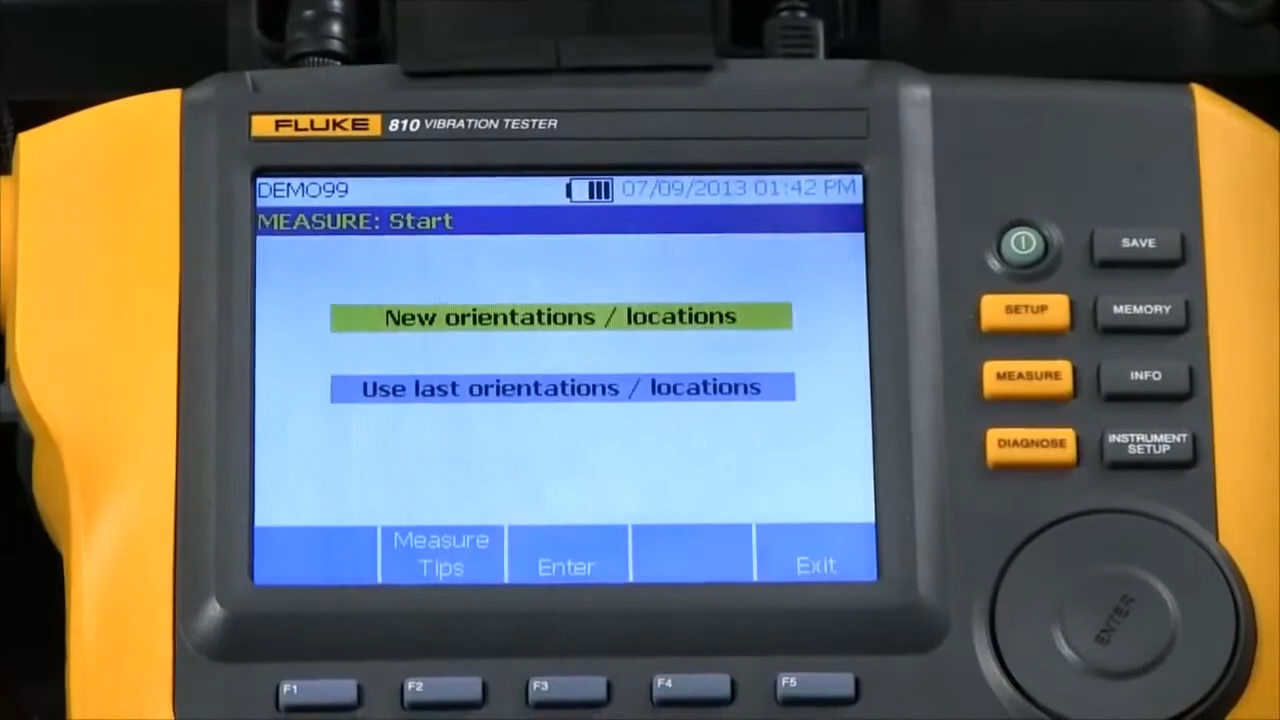 FLUKE 810 VIBRATION TESTER
DEMO99 07/09/2013 01:42 PM
MEASURE: Start
New orientations / locations
Use last orientations / locations
Measure
Tips
Enter
Exit
SAVE
SETUP
MEMORY
MEASURE
INFO
DIAGNOSE
INSTRUMENT
SETUP
ENTER
F1
F2
F3
F4
F5